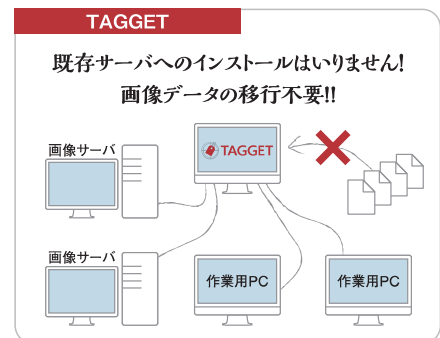 TAGGET
既存サーバへのインストールはいりません!
画像データの移行不要!!
画像サーバ
TAGGET
画像サーバ
作業用PC
作業用PC